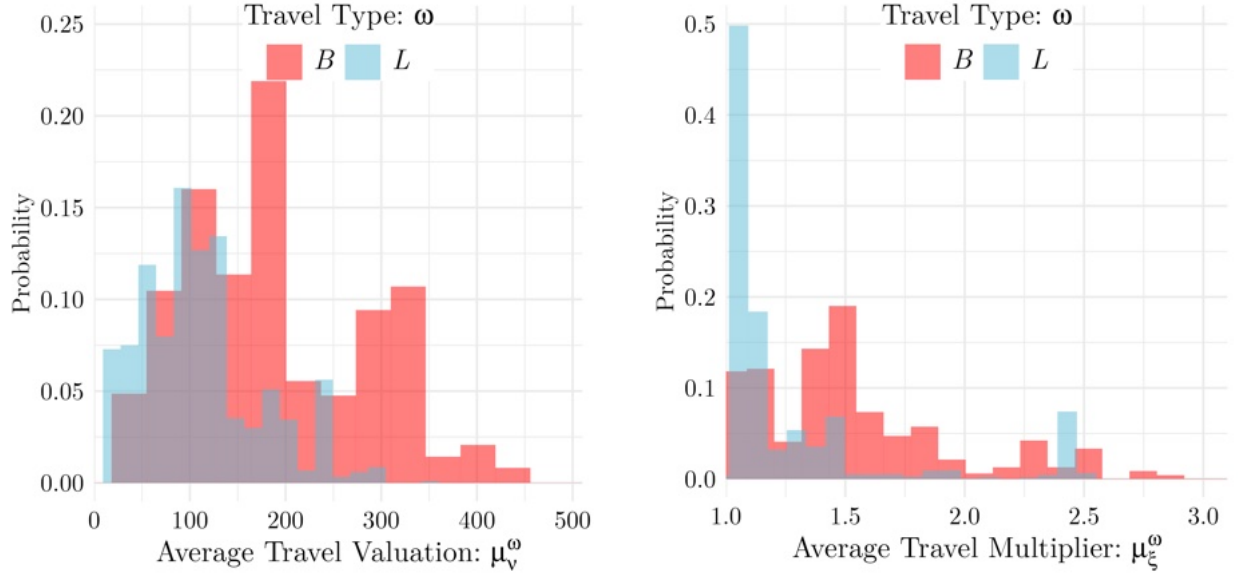 Travel Type: ω
B L
Probability
0.25
0.20
0.15
0.10
0.05
0.00
0 100 200 300 400 500
Average Travel Valuation: μ_ν^ω
Travel Type: ω
B L
Probability
0.5
0.4
0.3
0.2
0.1
0.0
1.0 1.5 2.0 2.5 3.0
Average Travel Multiplier: μ_ξ^ω